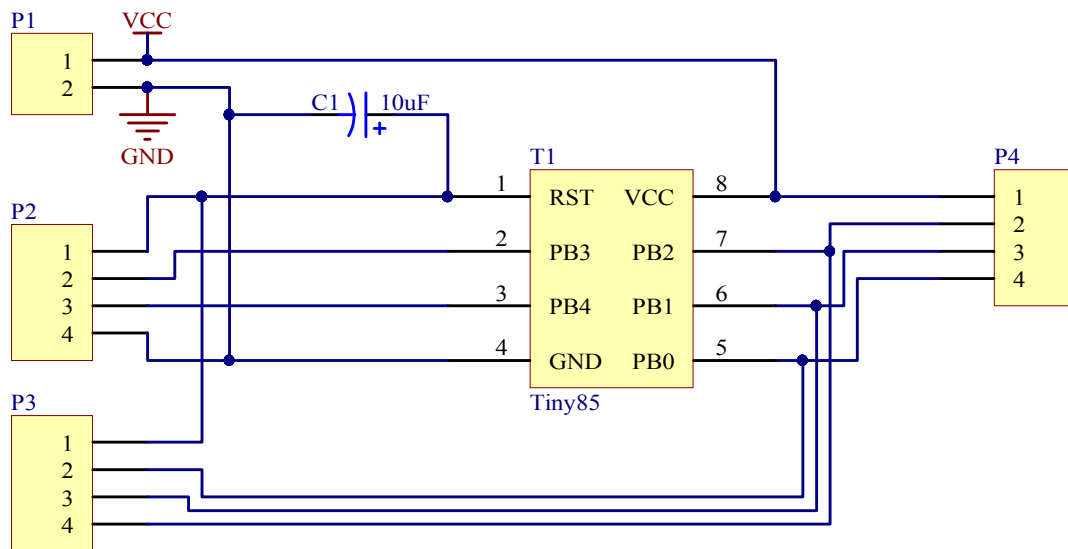 P1
VCC
1
2
GND
C1 10uF
+
T1
1 RST VCC 8
2 PB3 PB2 7
3 PB4 PB1 6
4 GND PB0 5
Tiny85
P2
1
2
3
4
P3
1
2
3
4
P4
1
2
3
4